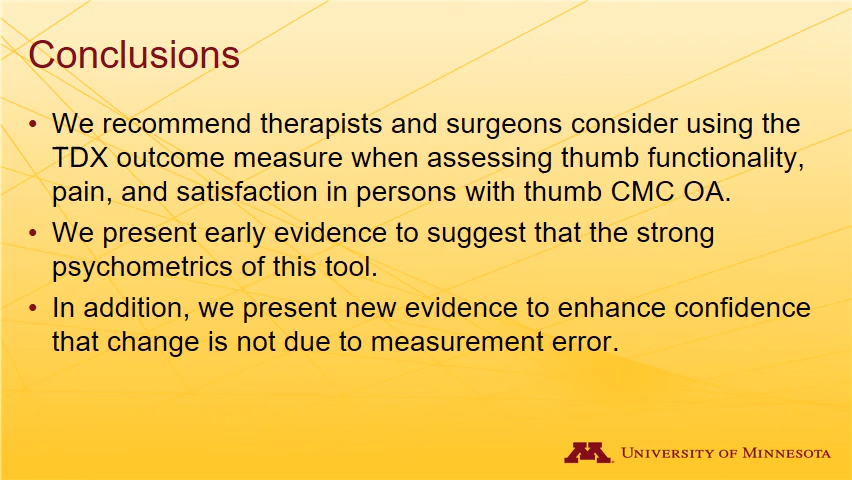 Conclusions
• We recommend therapists and surgeons consider using the
TDX outcome measure when assessing thumb functionality,
pain, and satisfaction in persons with thumb CMC OA.
• We present early evidence to suggest that the strong
psychometrics of this tool.
• In addition, we present new evidence to enhance confidence
that change is not due to measurement error.
M UNIVERSITY OF MINNESOTA